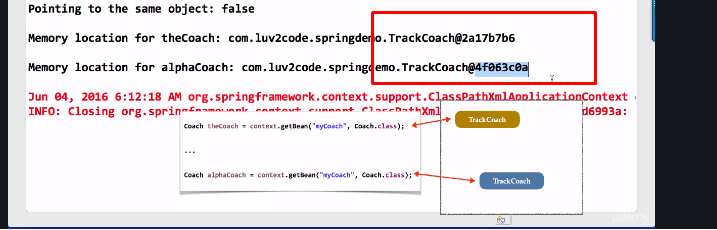 Pointing to the same object: false
Memory location for theCoach: com.luv2code.springdemo.TrackCoach@2a17b7b6
Memory location for alphaCoach: com.luv2code.springdemo.TrackCoach@4f063c0a
Jun 04, 2016 6:12:18 AM org.springframework.context.support.ClassPathXmlApplicationContext
INFO: Closing org.springframework.context.support.ClassPathXml d6993a:
Coach theCoach = context.getBean("myCoach", Coach.class);
TrackCoach
...
Coach alphaCoach = context.getBean("myCoach", Coach.class);
TrackCoach
udemy